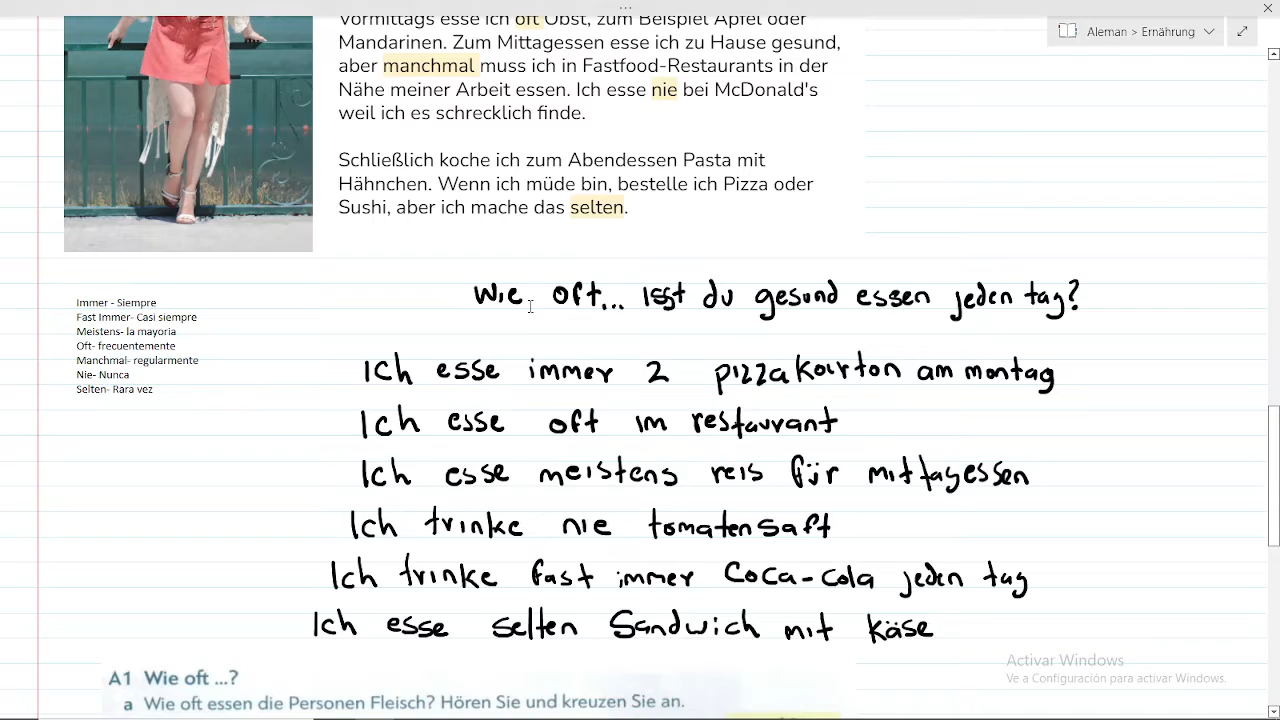 Vormittags esse ich oft Obst, zum Beispiel Äpfel oder
Mandarinen. Zum Mittagessen esse ich zu Hause gesund,
aber manchmal muss ich in Fastfood-Restaurants in der
Nähe meiner Arbeit essen. Ich esse nie bei McDonald's
weil ich es schrecklich finde.
Schließlich koche ich zum Abendessen Pasta mit
Hähnchen. Wenn ich müde bin, bestelle ich Pizza oder
Sushi, aber ich mache das selten.
Aleman > Ernährung
Immer - Siempre
Fast Immer- Casi siempre
Meistens- la mayoria
Oft- frecuentemente
Manchmal- regularmente
Nie- Nunca
Selten- Rara vez
Wie oft... Isst du gesund essen jeden tag?
Ich esse immer 2 pizzakarton am montag
Ich esse oft im restaurant
Ich esse meistens reis für mittagessen
Ich trinke nie tomatensaft
Ich trinke fast immer Coca-Cola jeden tag
Ich esse selten Sandwich mit käse
A1 Wie oft ...?
a Wie oft essen die Personen Fleisch? Hören Sie und kreuzen Sie an.
Activar Windows
Ve a Configuración para activar Windows.